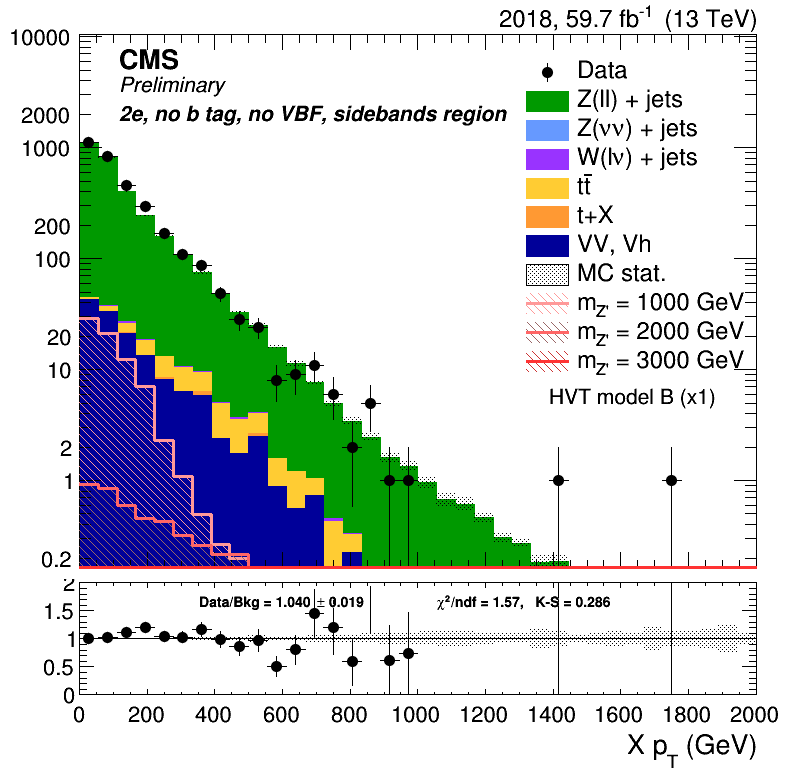 2018, 59.7 fb⁻¹ (13 TeV)
CMS
Preliminary
2e, no b tag, no VBF, sidebands region
Data
Z(ll) + jets
Z(νν) + jets
W(lν) + jets
tt̄
t+X
VV, Vh
MC stat.
m_Z' = 1000 GeV
m_Z' = 2000 GeV
m_Z' = 3000 GeV
HVT model B (x1)
10000
2000
1000
200
100
20
10
2
1
0.2
Data/Bkg = 1.040 ± 0.019
χ²/ndf = 1.57, K-S = 0.286
2
1.5
1
0.5
0
0 200 400 600 800 1000 1200 1400 1600 1800 2000
X p_T (GeV)